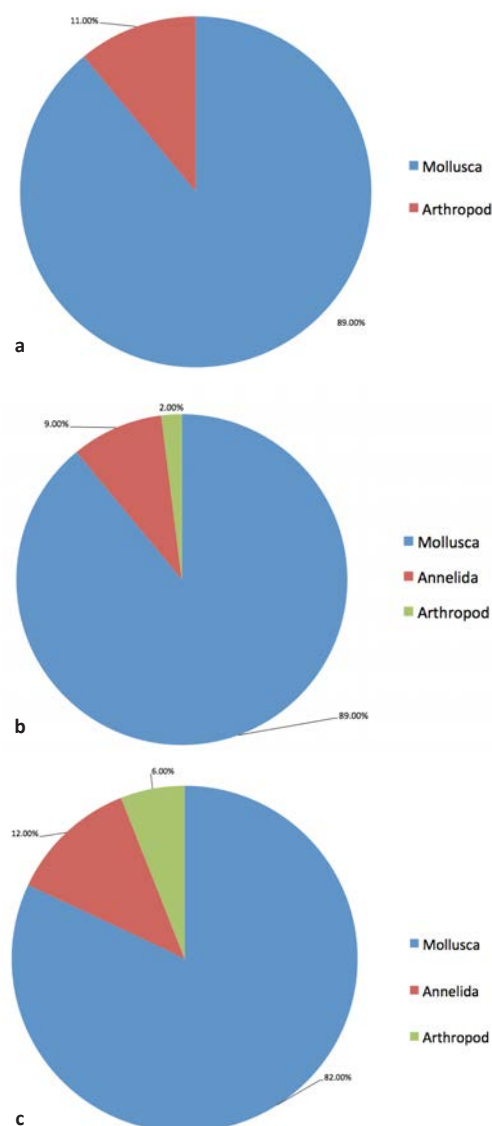 11.00%
Mollusca
Arthropod
89.00%
a
2.00%
9.00%
Mollusca
Annelida
Arthropod
89.00%
b
6.00%
12.00%
Mollusca
Annelida
Arthropod
82.00%
c